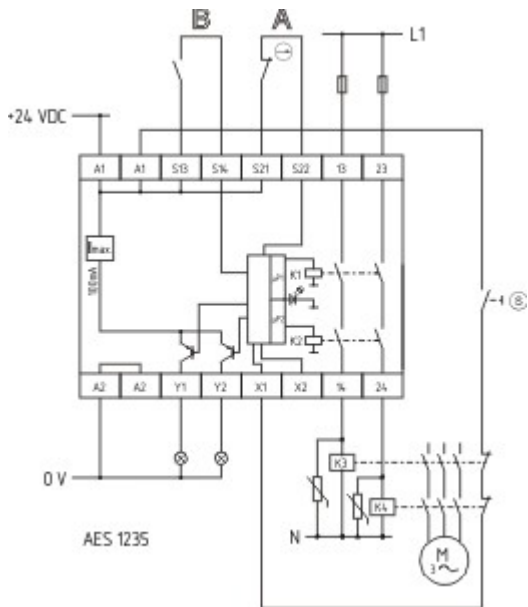 B A
L1
+24 VDC
A1 A1 S13 S14 S21 S22 13 23
Imax.
100mA
K1
K2
S
A2 A2 Y1 Y2 X1 X2 14 24
K3
0 V
K4
N
AES 1235
M
3~